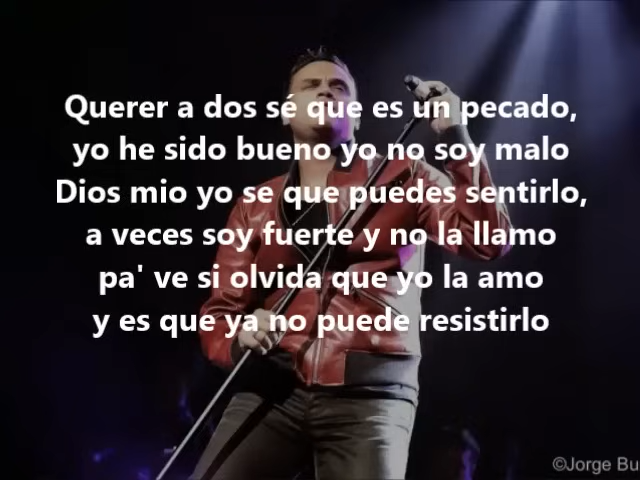 Querer a dos sé que es un pecado,
yo he sido bueno yo no soy malo
Dios mio yo se que puedes sentirlo,
a veces soy fuerte y no la llamo
pa' ve si olvida que yo la amo
y es que ya no puede resistirlo
©Jorge Bu